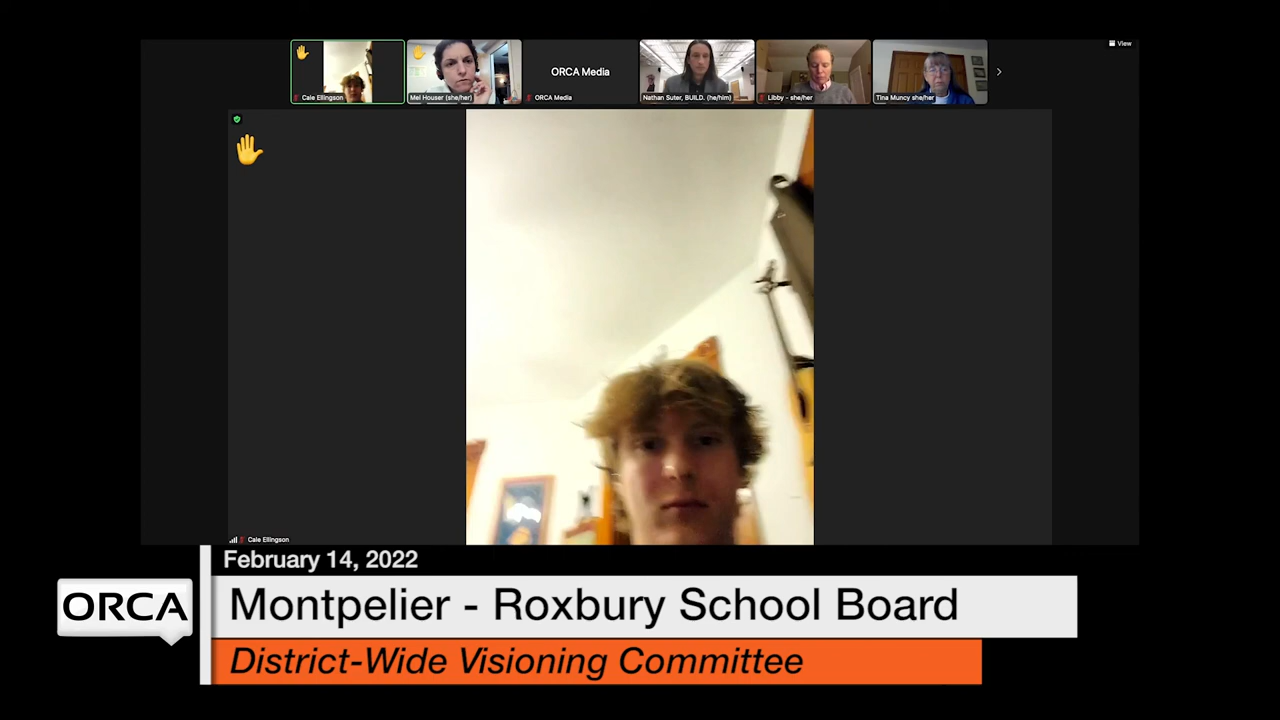 View
ORCA Media
Cale Ellingson
Mei Houser (she/her)
ORCA Media
Nathan Suter, BUILD. (he/him)
Libby - she/her
Tina Muncy she/her
Cale Ellingson
February 14, 2022
ORCA
Montpelier - Roxbury School Board
District-Wide Visioning Committee